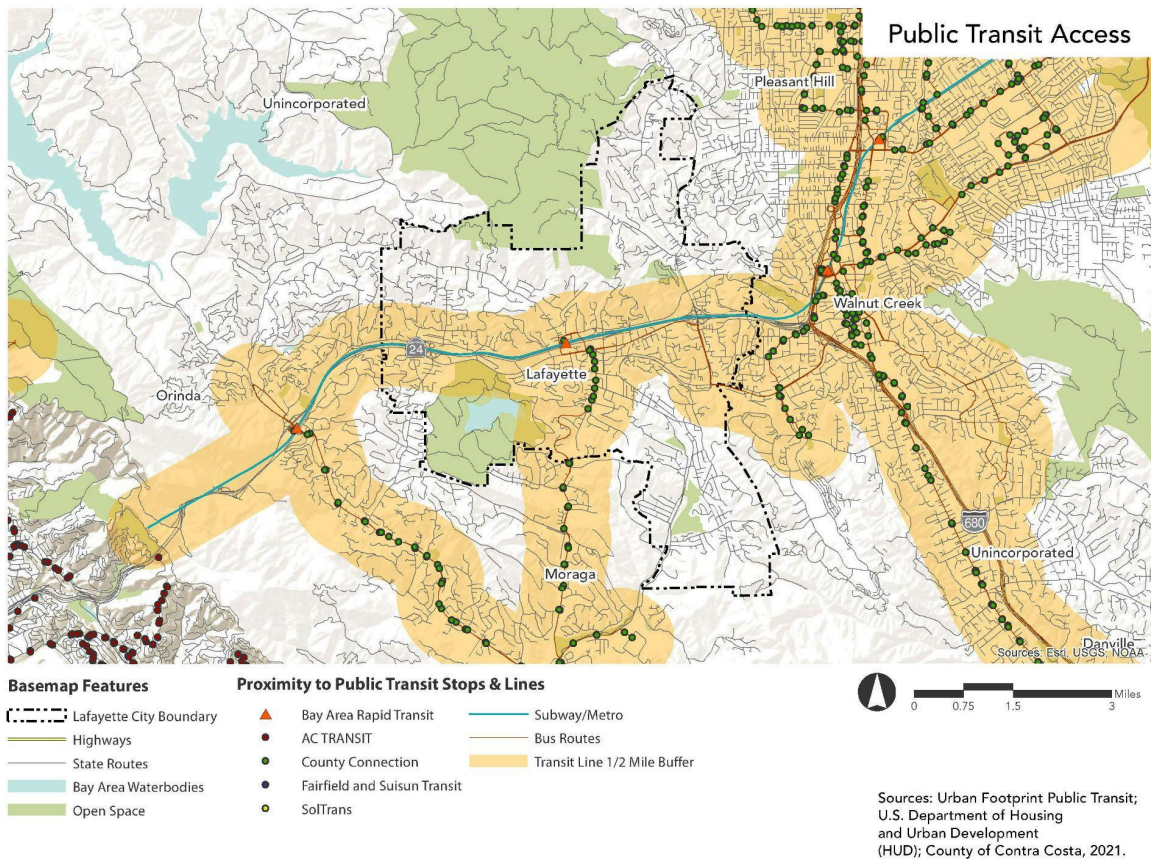 Public Transit Access
Pleasant Hill
Unincorporated
Walnut Creek
24
Lafayette
Orinda
680
Unincorporated
Moraga
Danville
Sources: Esri, USGS, NOAA
Basemap Features
Lafayette City Boundary
Highways
State Routes
Bay Area Waterbodies
Open Space
Proximity to Public Transit Stops & Lines
Bay Area Rapid Transit
AC TRANSIT
County Connection
Fairfield and Suisun Transit
SolTrans
Subway/Metro
Bus Routes
Transit Line 1/2 Mile Buffer
Miles
0 0.75 1.5 3
Sources: Urban Footprint Public Transit;
U.S. Department of Housing
and Urban Development
(HUD); County of Contra Costa, 2021.